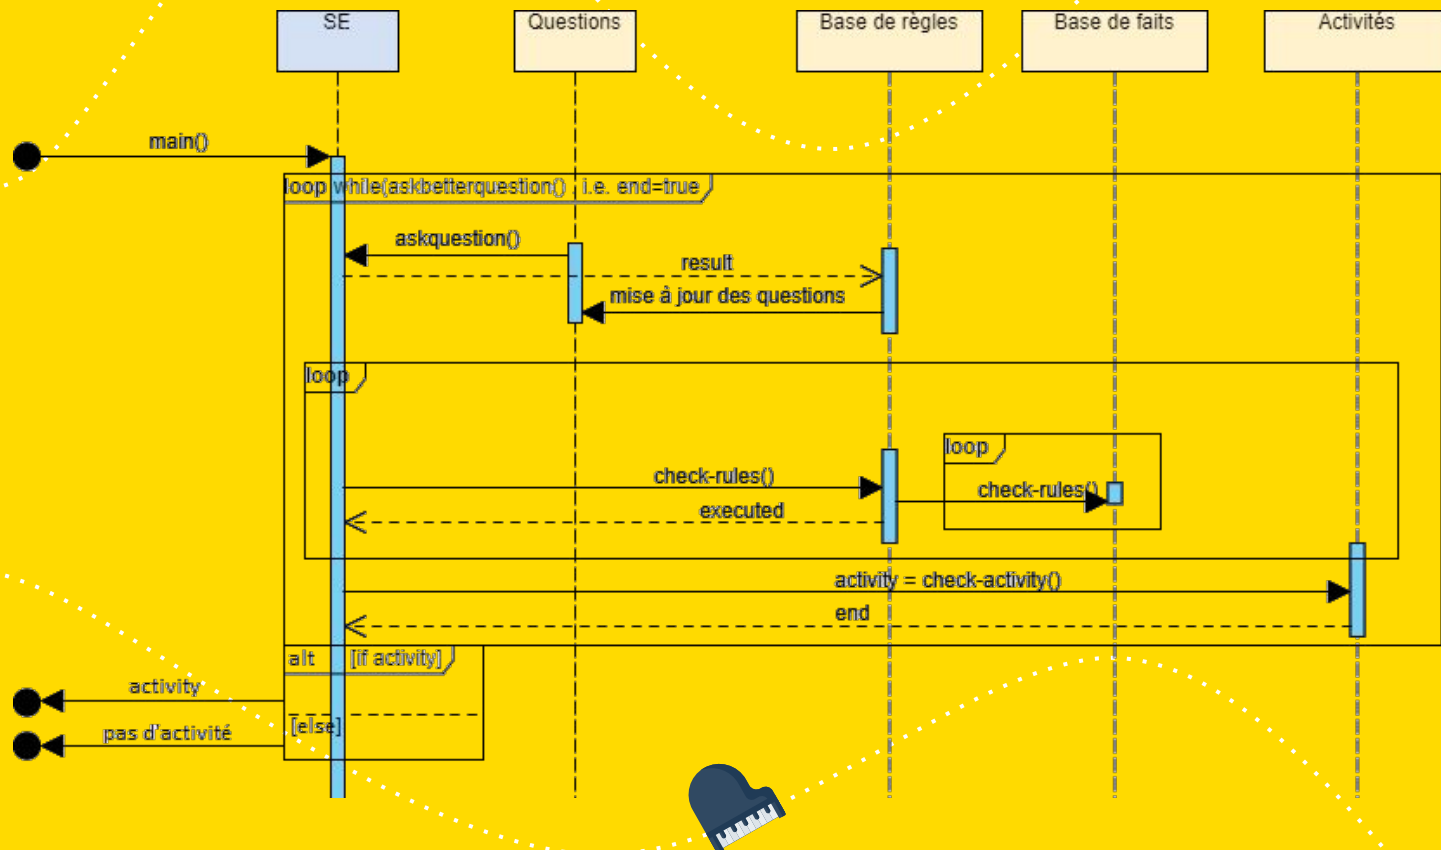 SE
Questions
Base de règles
Base de faits
Activités
main()
loop while(askbetterquestion() , i.e. end=true
askquestion()
result
mise à jour des questions
loop
loop
check-rules()
check-rules()
executed
activity = check-activity()
end
alt [if activity]
activity
[else]
pas d'activité